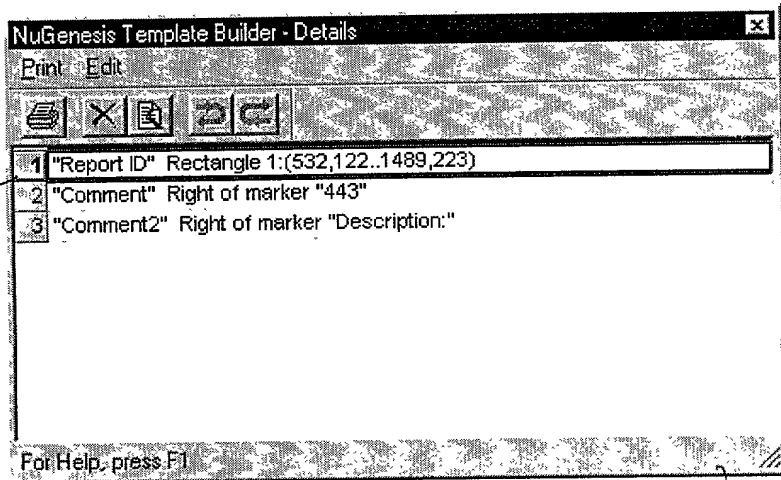 NuGenesis Template Builder - Details
Print Edit
1 "Report ID" Rectangle 1:(532,122..1489,223)
2 "Comment" Right of marker "443"
3 "Comment2" Right of marker "Description:"
For Help, press F1